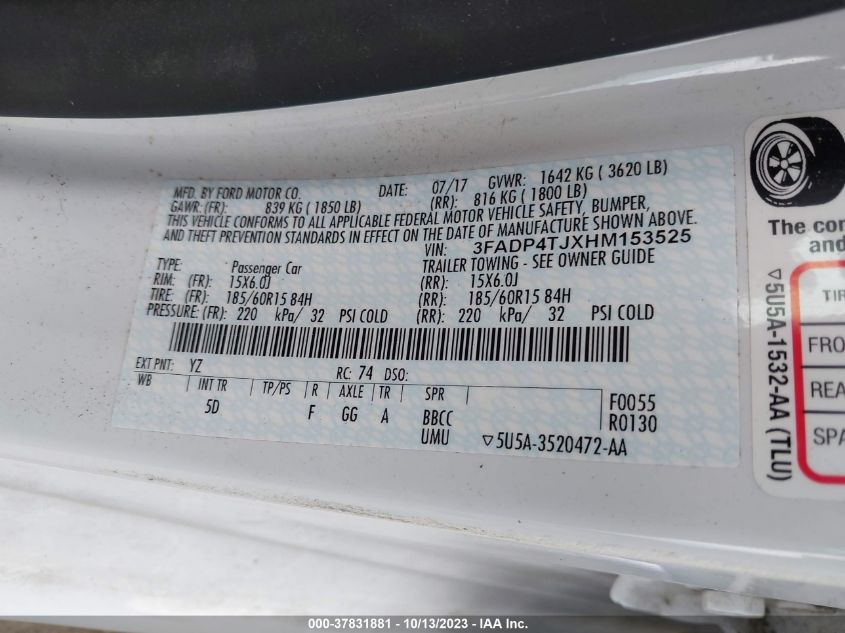 MFD. BY FORD MOTOR CO. DATE: 07/17 GVWR: 1642 KG ( 3620 LB)
GAWR: (FR): 839 KG ( 1850 LB) (RR): 816 KG ( 1800 LB)
THIS VEHICLE CONFORMS TO ALL APPLICABLE FEDERAL MOTOR VEHICLE SAFETY, BUMPER,
AND THEFT PREVENTION STANDARDS IN EFFECT ON THE DATE OF MANUFACTURE SHOWN ABOVE.
VIN: 3FADP4TJXHM153525
TYPE: Passenger Car TRAILER TOWING - SEE OWNER GUIDE
RIM: (FR): 15X6.0J (RR): 15X6.0J
TIRE: (FR): 185/60R15 84H (RR): 185/60R15 84H
PRESSURE: (FR): 220 kPa/ 32 PSI COLD (RR): 220 kPa/ 32 PSI COLD
EXT PNT: YZ RC: 74 DSO:
WB INT TR TP/PS R AXLE TR SPR F0055
5D F GG A BBCC R0130
UMU ▽5U5A-3520472-AA
The com
and
TIR
FRO
REA
SPA
▽5U5A-1532-AA (TLU)
000-37831881 - 10/13/2023 - IAA Inc.